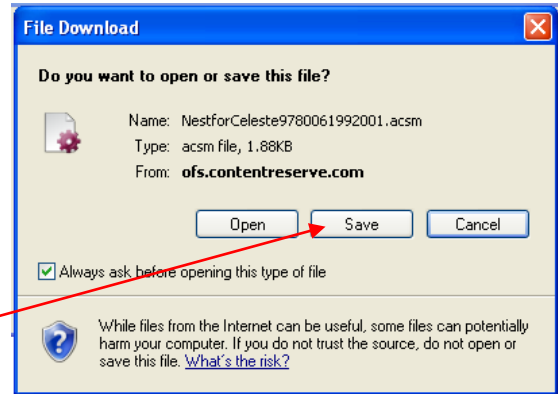 File Download
Do you want to open or save this file?
Name: NestforCeleste9780061992001.acsm
Type: acsm file, 1.88KB
From: ofs.contentreserve.com
Open Save Cancel
Always ask before opening this type of file
While files from the Internet can be useful, some files can potentially
harm your computer. If you do not trust the source, do not open or
save this file. What's the risk?